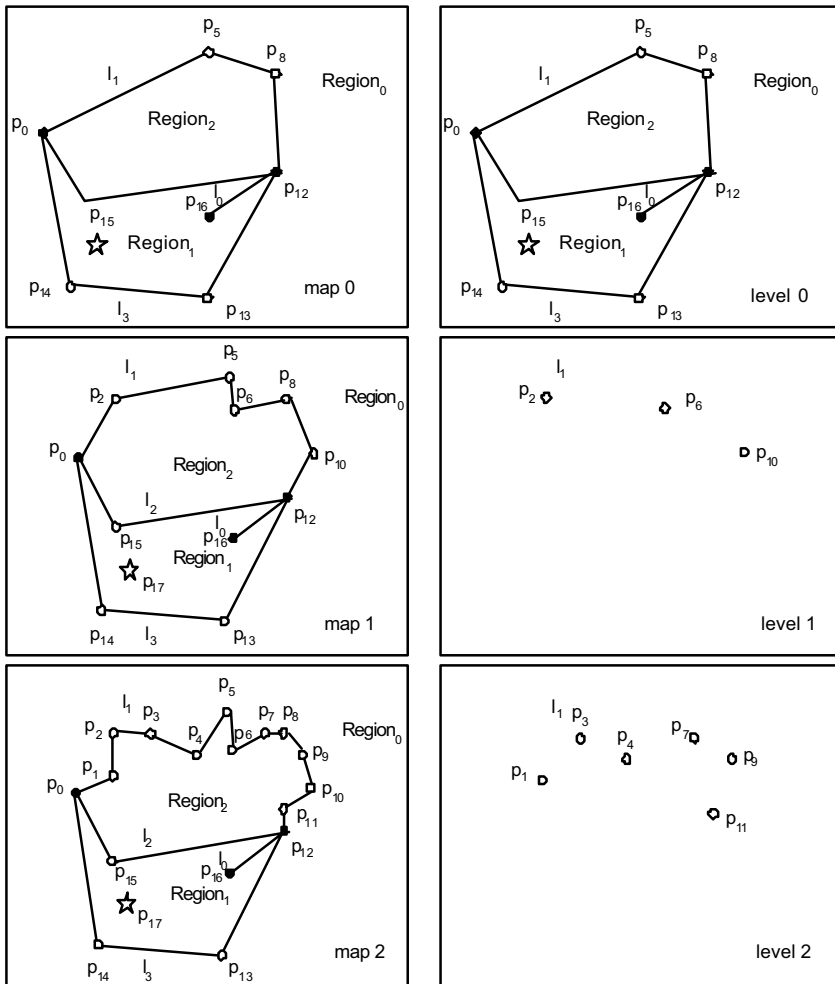 p5
p8
l1
Region0
p0
Region2
p12
l0
p16
p15
Region1
p14
l3
p13
map 0
p5
p8
l1
Region0
p0
Region2
p12
l0
p16
p15
Region1
p14
l3
p13
level 0
l1
p5
p2
p6
p8
Region0
p0
Region2
p10
l2
p12
l0
p15
p16
Region1
p17
p14
l3
p13
map 1
l1
p2
p6
p10
level 1
p5
l1
p2
p3
p7
p8
Region0
p4
p6
p9
p1
p0
Region2
p10
p11
l2
p12
l0
p15
p16
Region1
p17
p14
l3
p13
map 2
l1
p3
p7
p4
p9
p1
p11
level 2